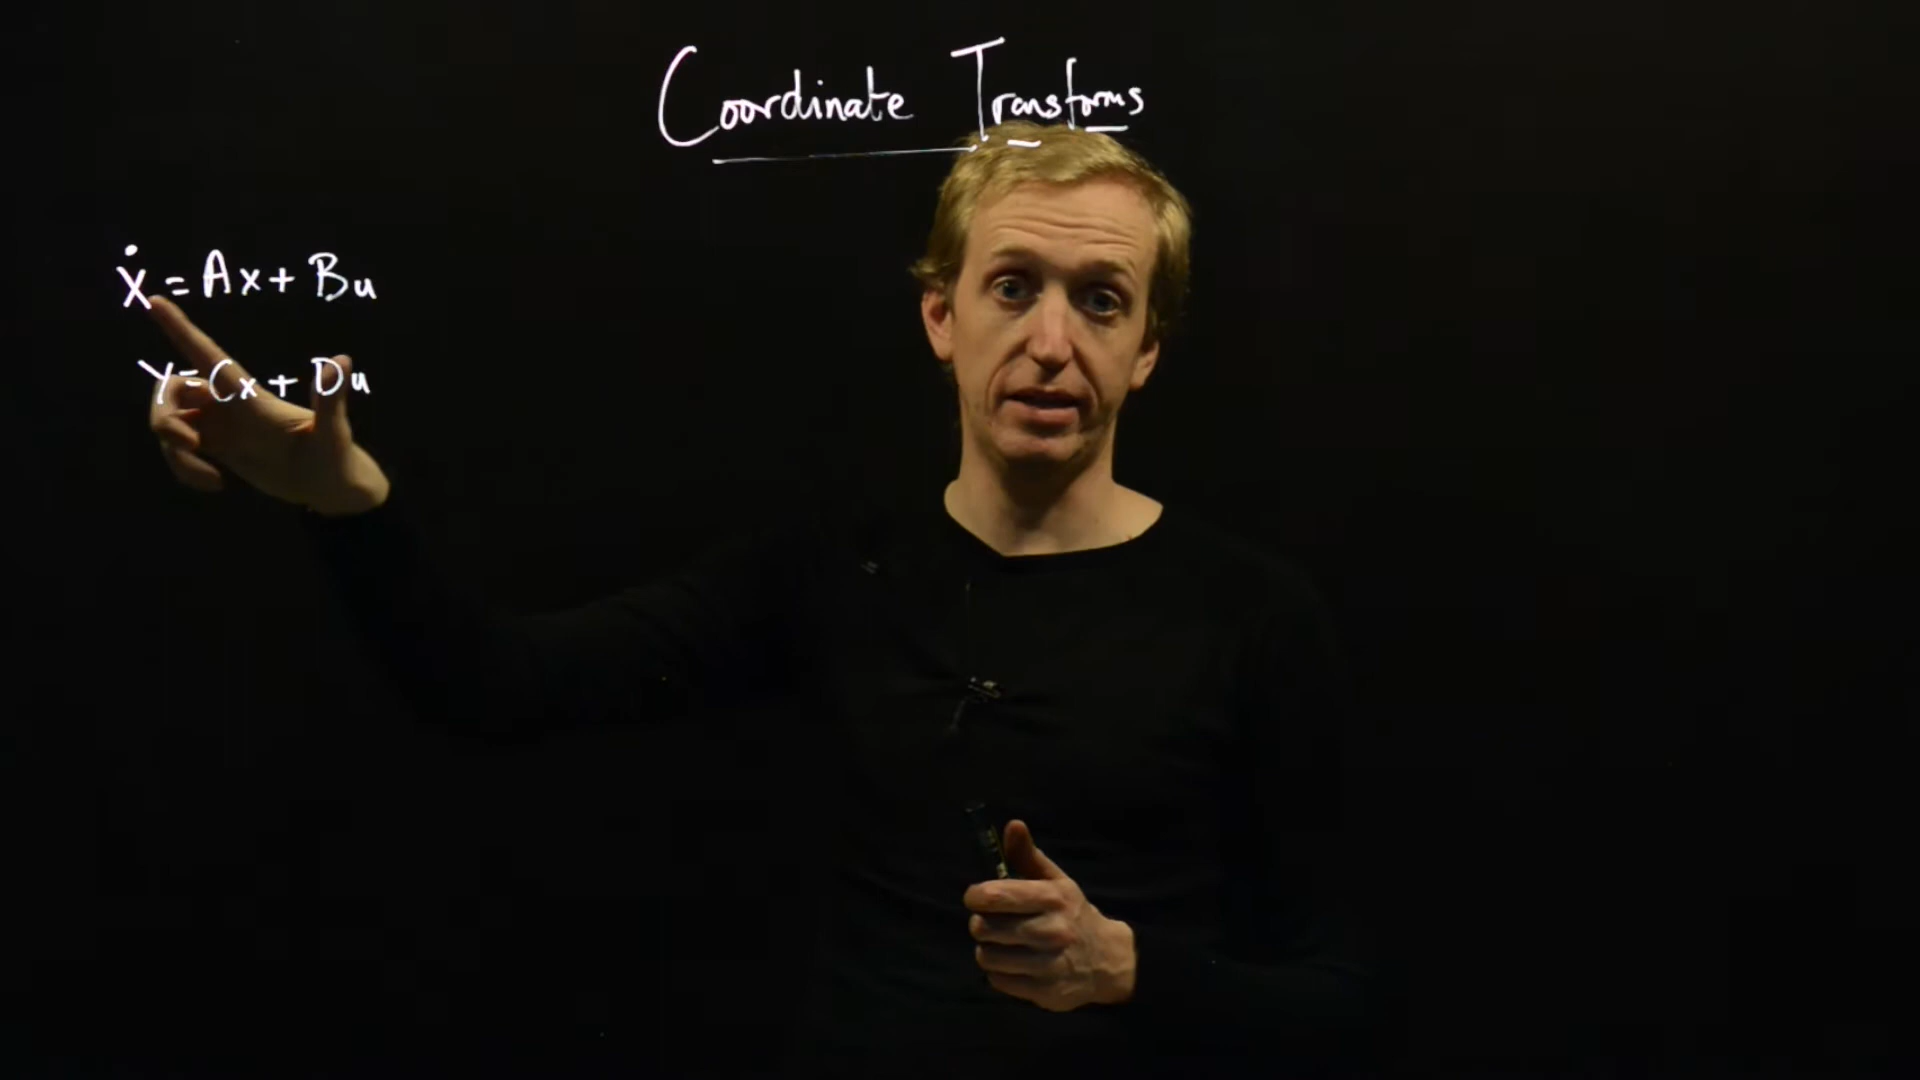 Coordinate Transforms
ẋ = Ax + Bu
y = Cx + Du